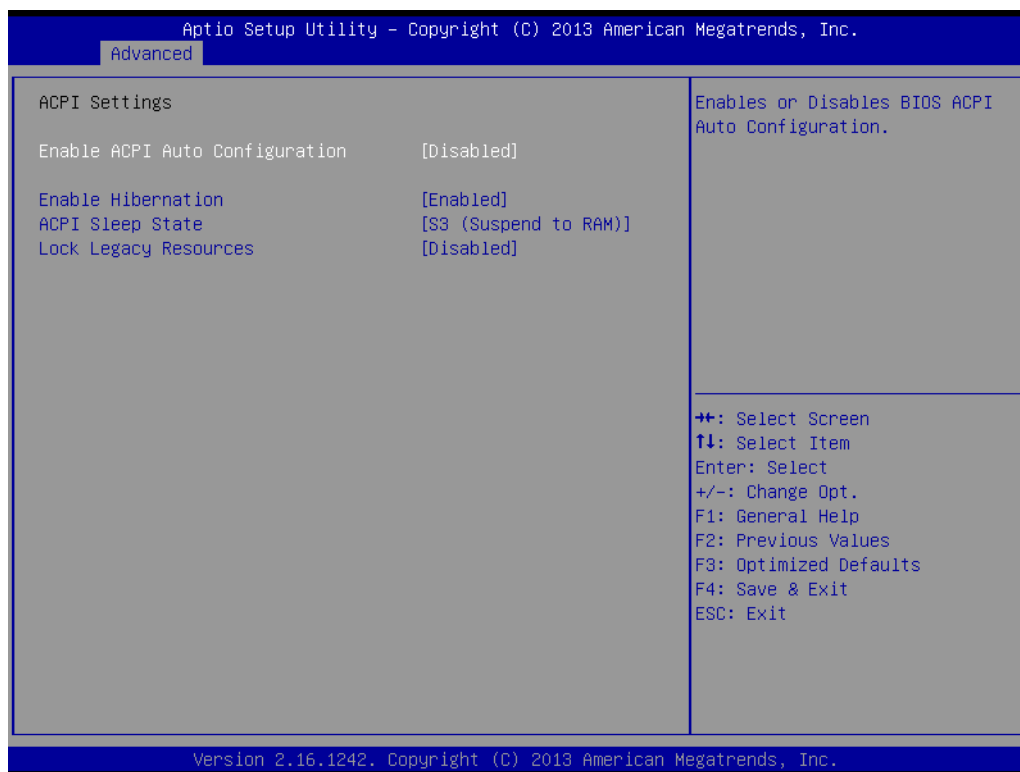 Aptio Setup Utility – Copyright (C) 2013 American Megatrends, Inc.
Advanced
ACPI Settings
Enable ACPI Auto Configuration [Disabled]
Enable Hibernation [Enabled]
ACPI Sleep State [S3 (Suspend to RAM)]
Lock Legacy Resources [Disabled]
Enables or Disables BIOS ACPI
Auto Configuration.
→←: Select Screen
↑↓: Select Item
Enter: Select
+/-: Change Opt.
F1: General Help
F2: Previous Values
F3: Optimized Defaults
F4: Save & Exit
ESC: Exit
Version 2.16.1242. Copyright (C) 2013 American Megatrends, Inc.